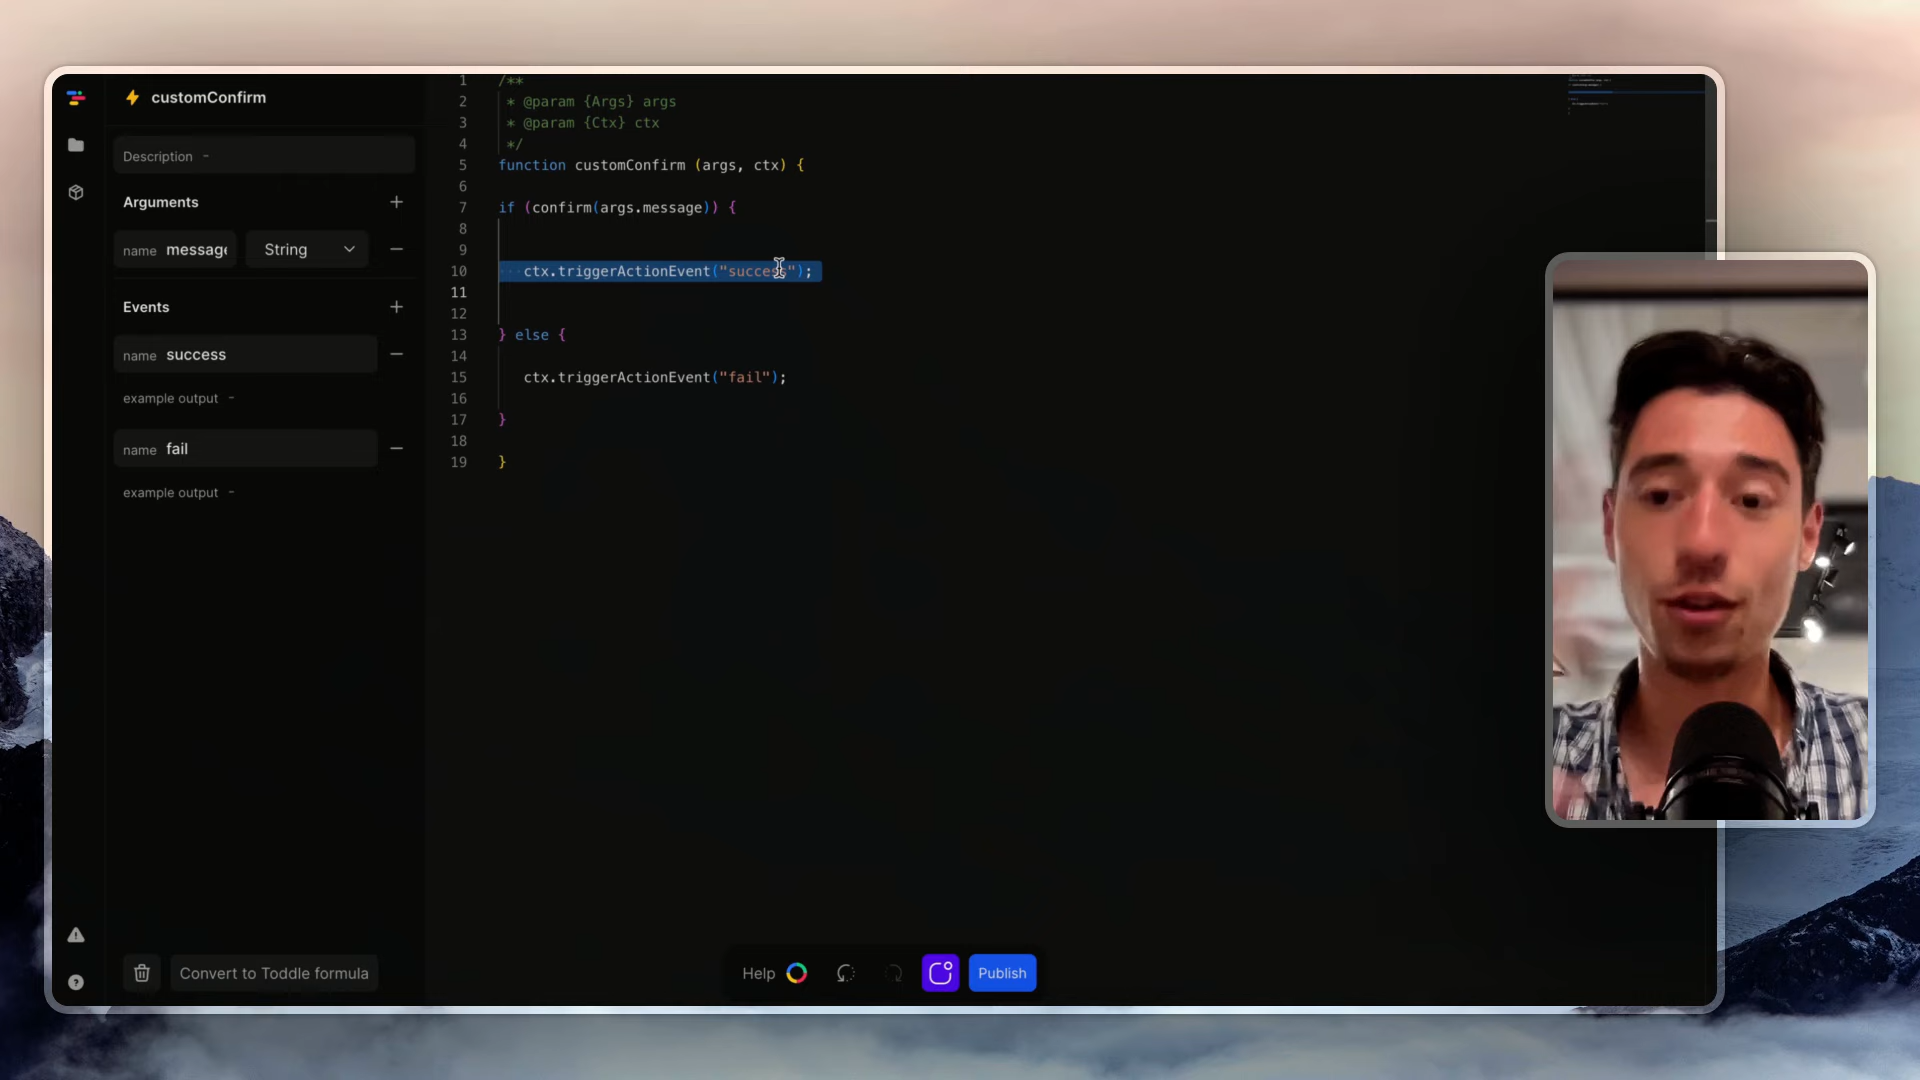 customConfirm
Description -
Arguments
name message String
Events
name success
example output -
name fail
example output -
Convert to Toddle formula
1 /**
2 * @param {Args} args
3 * @param {Ctx} ctx
4 */
5 function customConfirm (args, ctx) {
6
7 if (confirm(args.message)) {
8
9
10 ctx.triggerActionEvent("success");
11
12
13 } else {
14
15 ctx.triggerActionEvent("fail");
16
17 }
18
19 }
Help Publish